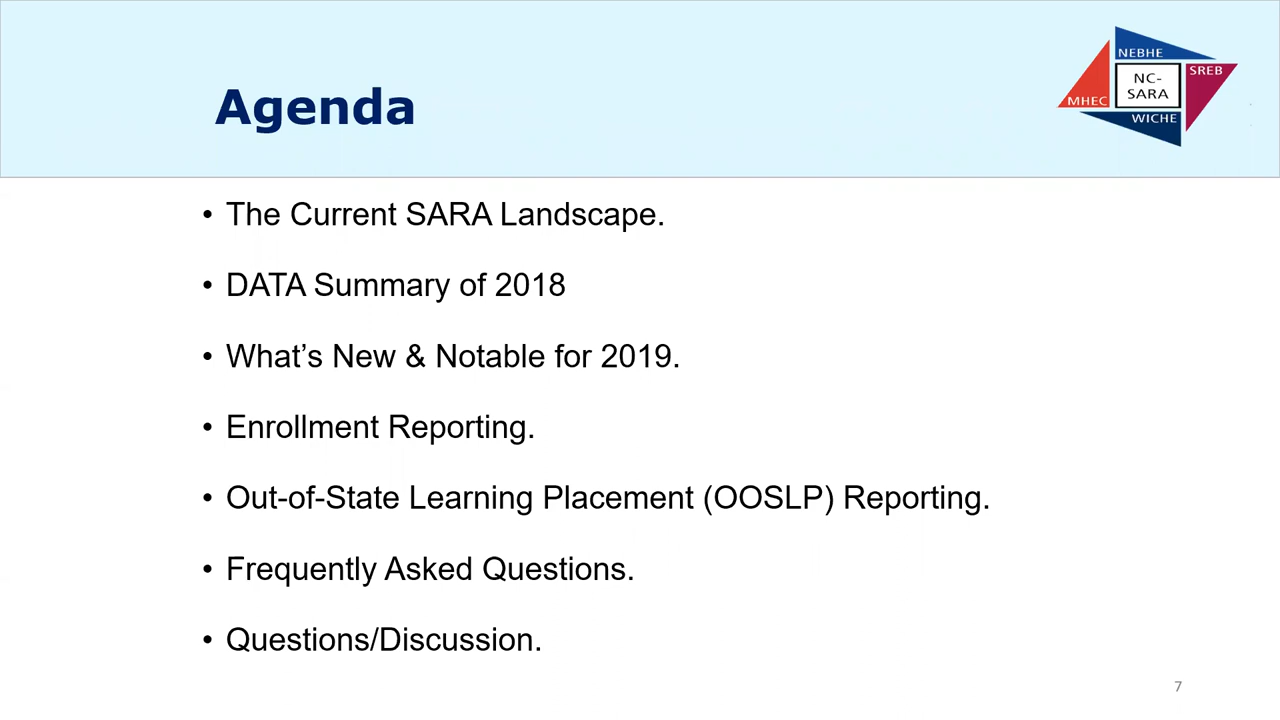 NEBHE
NC-
SARA
SREB
MHEC
WICHE
Agenda
• The Current SARA Landscape.
• DATA Summary of 2018
• What’s New & Notable for 2019.
• Enrollment Reporting.
• Out-of-State Learning Placement (OOSLP) Reporting.
• Frequently Asked Questions.
• Questions/Discussion.
7